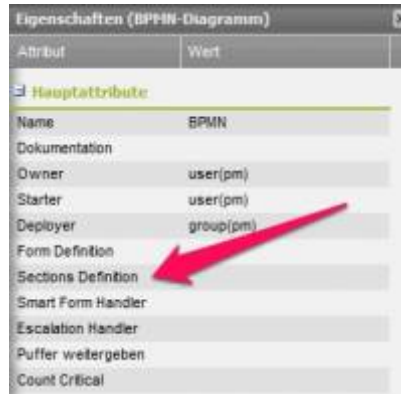 Eigenschaften (BPMN-Diagramm)
Attribut Wert
Hauptattribute
Name BPMN
Dokumentation
Owner user(pm)
Starter user(pm)
Deployer group(pm)
Form Definition
Sections Definition
Smart Form Handler
Escalation Handler
Puffer weitergeben
Count Critical